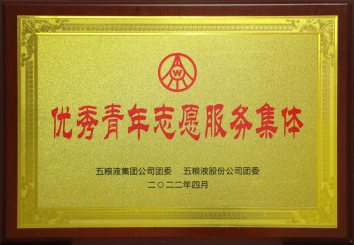 优秀青年志愿服务集体
五粮液集团公司团委 五粮液股份公司团委
二〇二二年四月